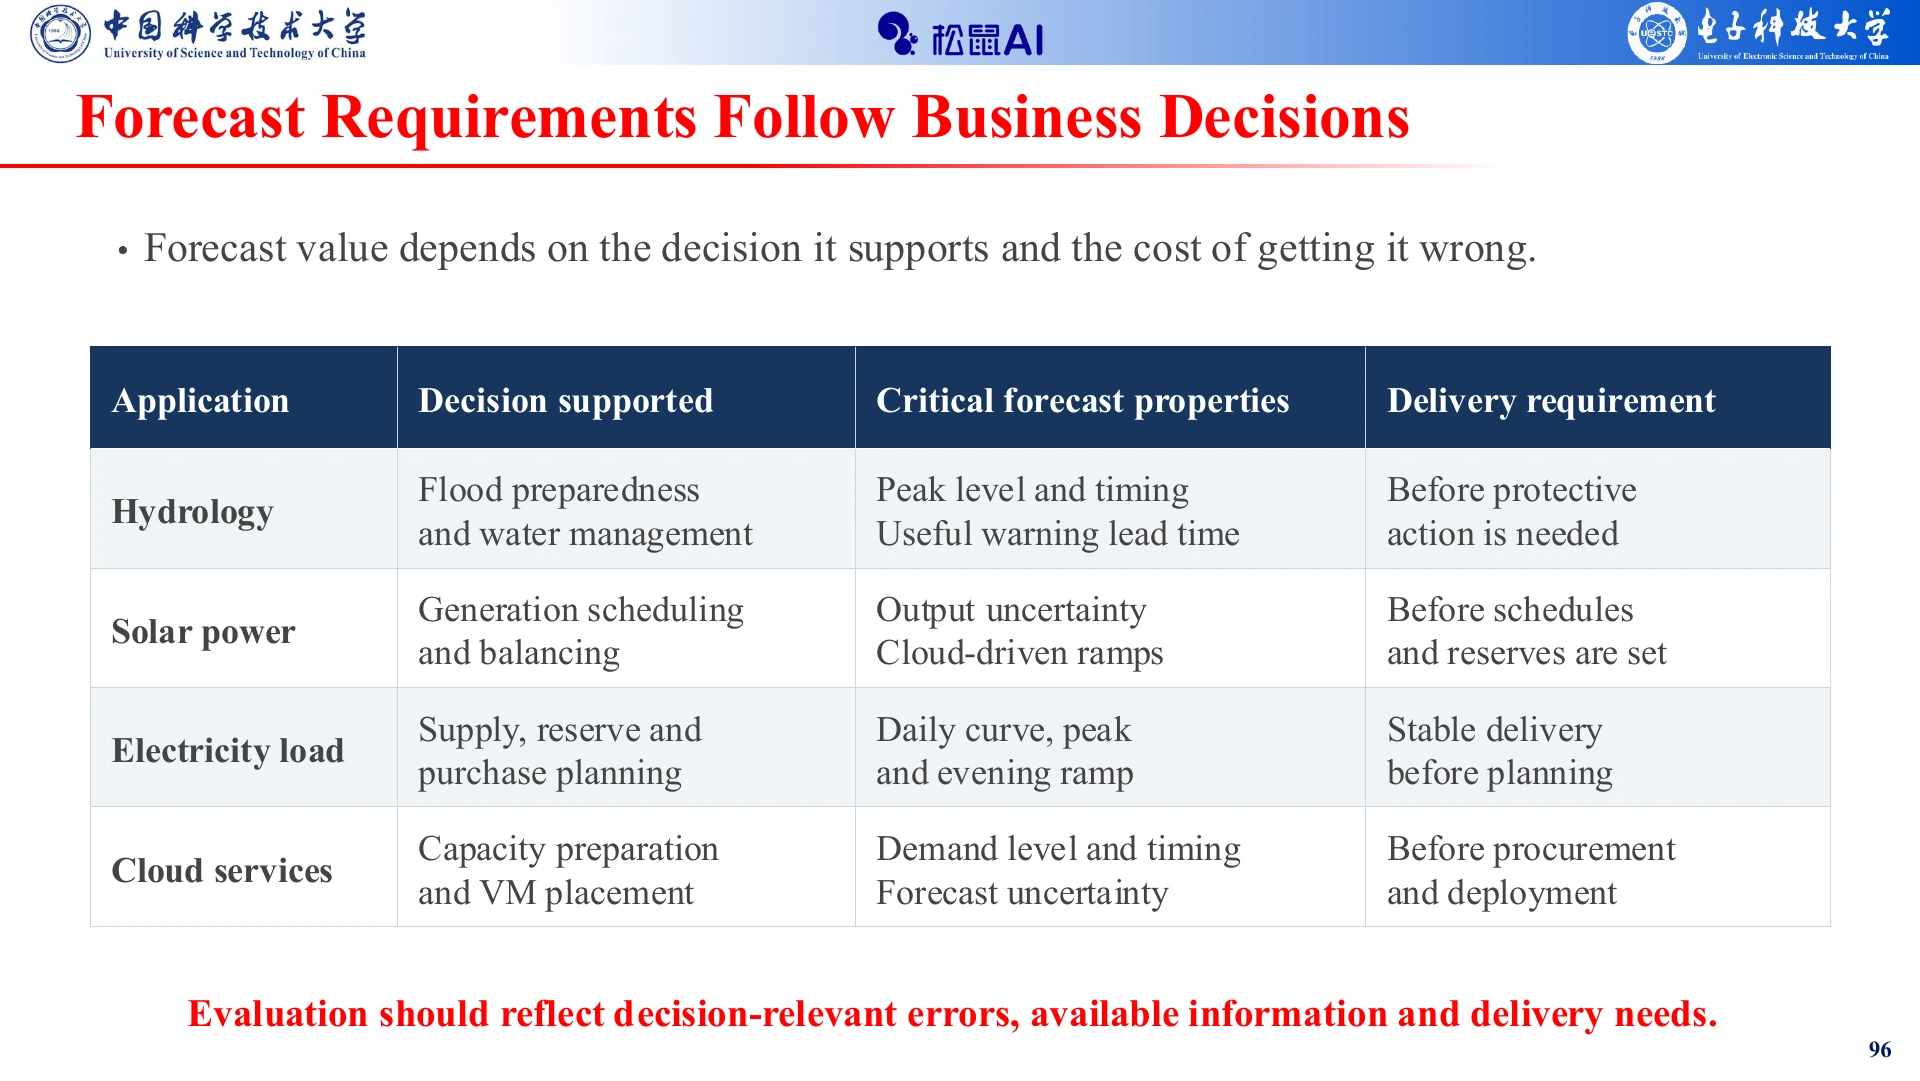 中国科学技术大学
University of Science and Technology of China
松鼠AI
电子科技大学
University of Electronic Science and Technology of China
1956
Forecast Requirements Follow Business Decisions
• Forecast value depends on the decision it supports and the cost of getting it wrong.
Application
Decision supported
Critical forecast properties
Delivery requirement
Hydrology
Flood preparedness
and water management
Peak level and timing
Useful warning lead time
Before protective
action is needed
Solar power
Generation scheduling
and balancing
Output uncertainty
Cloud-driven ramps
Before schedules
and reserves are set
Electricity load
Supply, reserve and
purchase planning
Daily curve, peak
and evening ramp
Stable delivery
before planning
Cloud services
Capacity preparation
and VM placement
Demand level and timing
Forecast uncertainty
Before procurement
and deployment
Evaluation should reflect decision-relevant errors, available information and delivery needs.
96